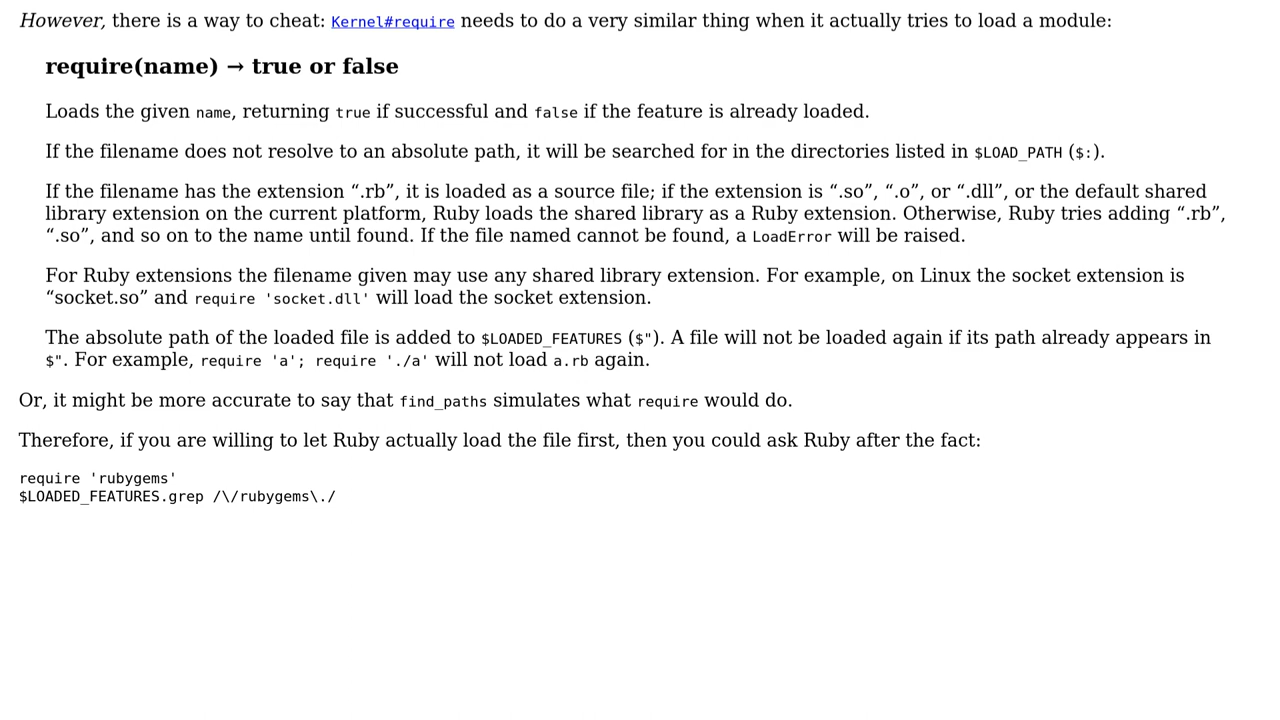 However, there is a way to cheat: Kernel#require needs to do a very similar thing when it actually tries to load a module:
require(name) → true or false
Loads the given name, returning true if successful and false if the feature is already loaded.
If the filename does not resolve to an absolute path, it will be searched for in the directories listed in $LOAD_PATH ($:).
If the filename has the extension “.rb”, it is loaded as a source file; if the extension is “.so”, “.o”, or “.dll”, or the default shared
library extension on the current platform, Ruby loads the shared library as a Ruby extension. Otherwise, Ruby tries adding “.rb”,
“.so”, and so on to the name until found. If the file named cannot be found, a LoadError will be raised.
For Ruby extensions the filename given may use any shared library extension. For example, on Linux the socket extension is
“socket.so” and require 'socket.dll' will load the socket extension.
The absolute path of the loaded file is added to $LOADED_FEATURES ($"). A file will not be loaded again if its path already appears in
$". For example, require 'a'; require './a' will not load a.rb again.
Or, it might be more accurate to say that find_paths simulates what require would do.
Therefore, if you are willing to let Ruby actually load the file first, then you could ask Ruby after the fact:
require 'rubygems'
$LOADED_FEATURES.grep /\/rubygems\./